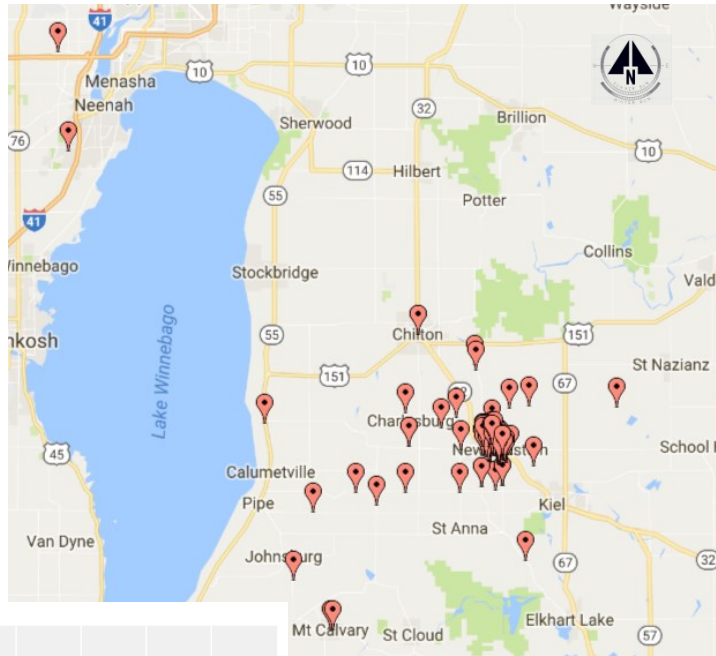 Wayside
41
10
10
Menasha
Neenah
Sherwood
32
Brillion
76
10
114
Hilbert
55
Potter
41
Winnebago
Collins
Stockbridge
Vald
nkosh
55
Chilton
151
Lake Winnebago
151
67
St Nazianz
Charlesburg
45
Calumetville
School H
Pipe
Kiel
St Anna
Van Dyne
Johnsburg
67
32
Mt Calvary
St Cloud
Elkhart Lake
57
N